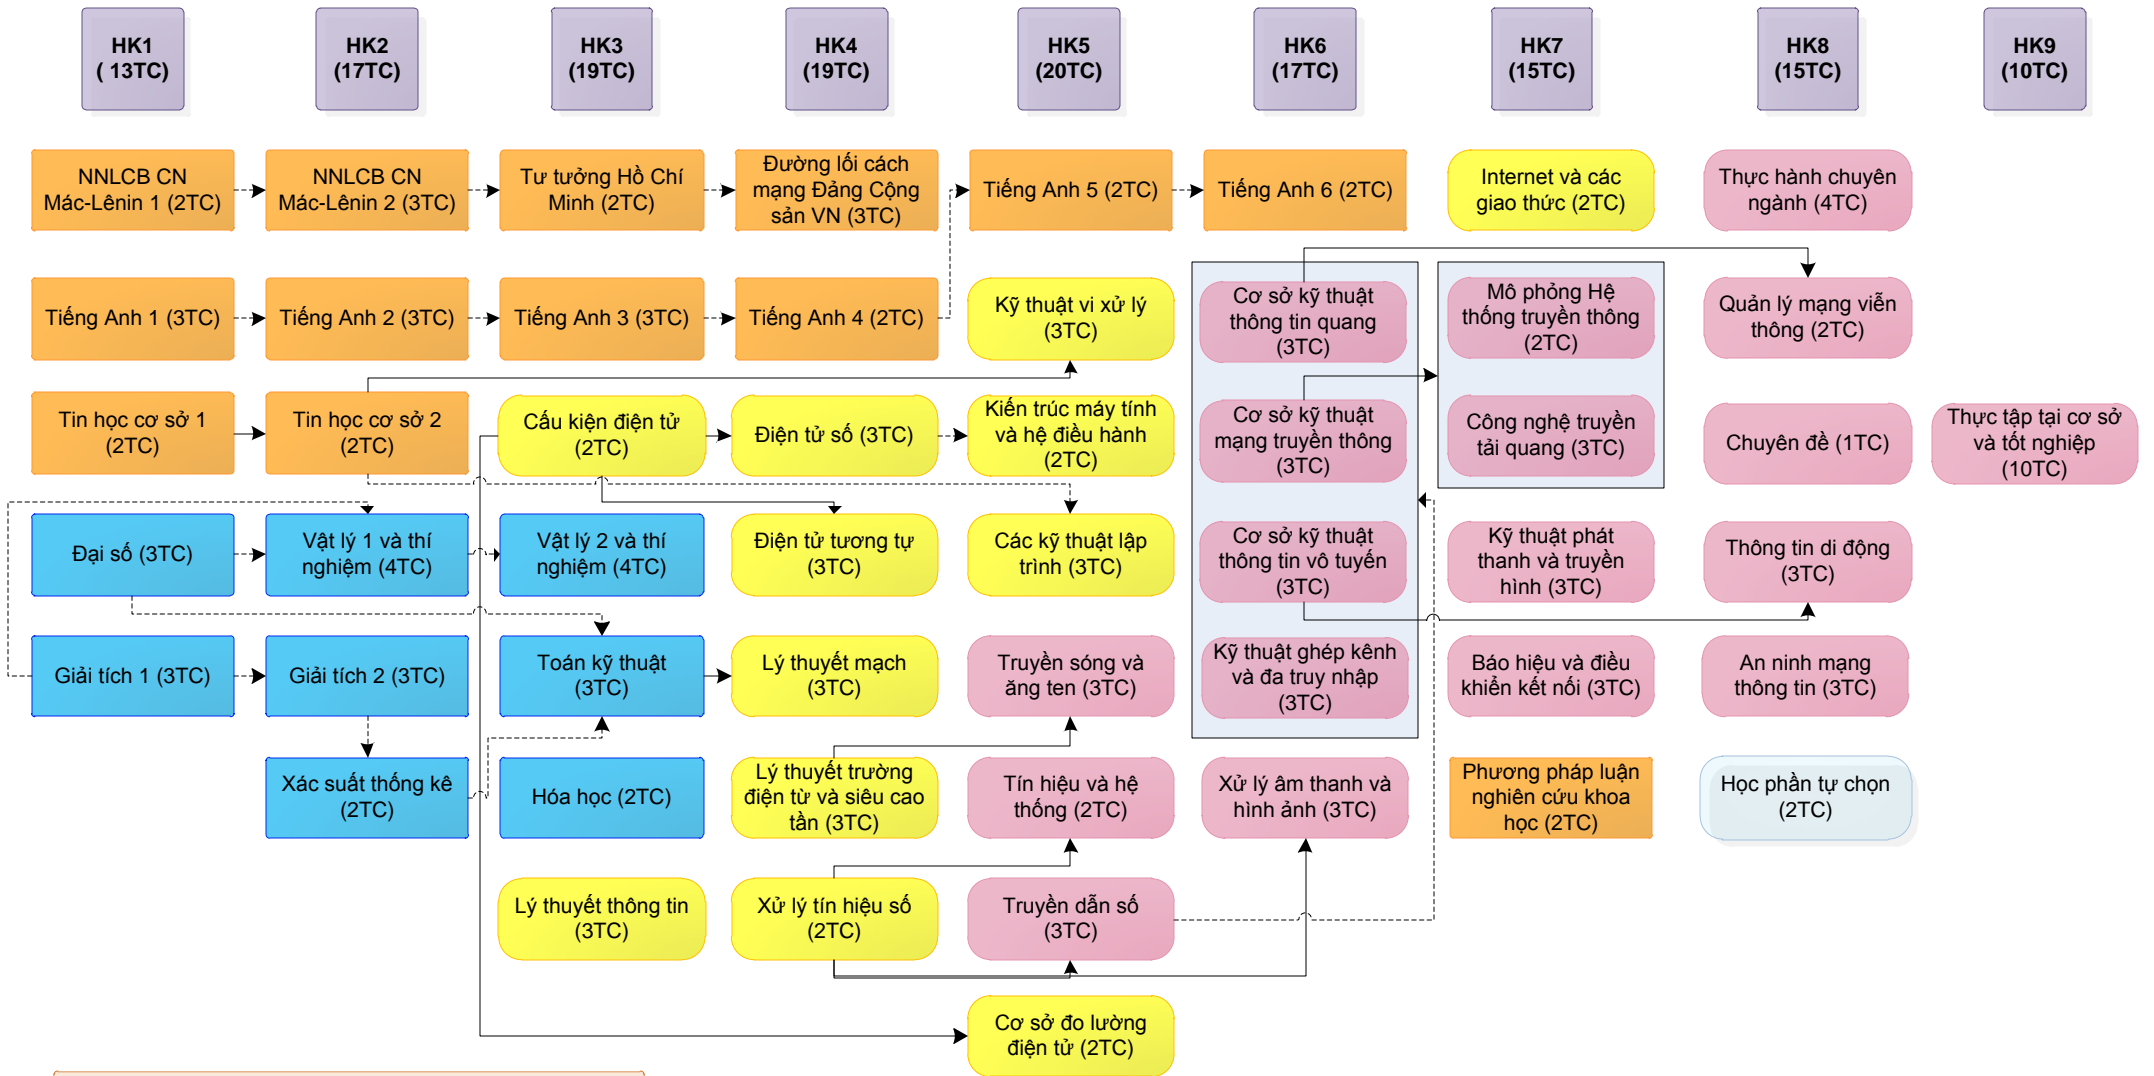 HK1
( 13TC)
HK2
(17TC)
HK3
(19TC)
HK4
(19TC)
HK5
(20TC)
HK6
(17TC)
HK7
(15TC)
HK8
(15TC)
HK9
(10TC)
NNLCB CN
Mác-Lênin 1 (2TC)
NNLCB CN
Mác-Lênin 2 (3TC)
Tư tưởng Hồ Chí
Minh (2TC)
Đường lối cách
mạng Đảng Cộng
sản VN (3TC)
Tiếng Anh 5 (2TC)
Tiếng Anh 6 (2TC)
Internet và các
giao thức (2TC)
Thực hành chuyên
ngành (4TC)
Tiếng Anh 1 (3TC)
Tiếng Anh 2 (3TC)
Tiếng Anh 3 (3TC)
Tiếng Anh 4 (2TC)
Kỹ thuật vi xử lý
(3TC)
Cơ sở kỹ thuật
thông tin quang
(3TC)
Mô phỏng Hệ
thống truyền thông
(2TC)
Quản lý mạng viễn
thông (2TC)
Tin học cơ sở 1
(2TC)
Tin học cơ sở 2
(2TC)
Cấu kiện điện tử
(2TC)
Điện tử số (3TC)
Kiến trúc máy tính
và hệ điều hành
(2TC)
Cơ sở kỹ thuật
mạng truyền thông
(3TC)
Công nghệ truyền
tải quang (3TC)
Chuyên đề (1TC)
Thực tập tại cơ sở
và tốt nghiệp
(10TC)
Đại số (3TC)
Vật lý 1 và thí
nghiệm (4TC)
Vật lý 2 và thí
nghiệm (4TC)
Điện tử tương tự
(3TC)
Các kỹ thuật lập
trình (3TC)
Cơ sở kỹ thuật
thông tin vô tuyến
(3TC)
Kỹ thuật phát
thanh và truyền
hình (3TC)
Thông tin di động
(3TC)
Giải tích 1 (3TC)
Giải tích 2 (3TC)
Toán kỹ thuật
(3TC)
Lý thuyết mạch
(3TC)
Truyền sóng và
ăng ten (3TC)
Kỹ thuật ghép kênh
và đa truy nhập
(3TC)
Báo hiệu và điều
khiển kết nối (3TC)
An ninh mạng
thông tin (3TC)
Xác suất thống kê
(2TC)
Hóa học (2TC)
Lý thuyết trường
điện từ và siêu cao
tần (3TC)
Tín hiệu và hệ
thống (2TC)
Xử lý âm thanh và
hình ảnh (3TC)
Phương pháp luận
nghiên cứu khoa
học (2TC)
Học phần tự chọn
(2TC)
Lý thuyết thông tin
(3TC)
Xử lý tín hiệu số
(2TC)
Truyền dẫn số
(3TC)
Cơ sở đo lường
điện tử (2TC)